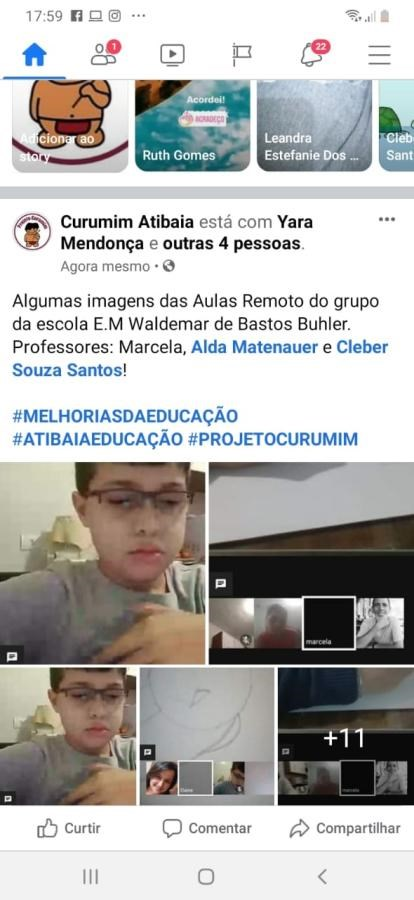 17:59
1
22
Acordei!
AGRADEÇO
Adicionar ao
story
Ruth Gomes
Leandra
Estefanie Dos ...
Cleb
Sant
Curumim Atibaia está com Yara
Mendonça e outras 4 pessoas.
Agora mesmo •
Algumas imagens das Aulas Remoto do grupo
da escola E.M Waldemar de Bastos Buhler.
Professores: Marcela, Alda Matenauer e Cleber
Souza Santos!
#MELHORIASDAEDUCAÇÃO
#ATIBAIAEDUCAÇÃO #PROJETOCURUMIM
marcela
+11
Elaine
marcela
Curtir
Comentar
Compartilhar